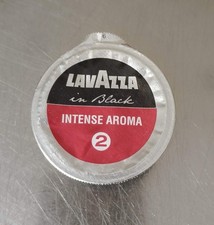 LAVAZZA
in Black
INTENSE AROMA
2